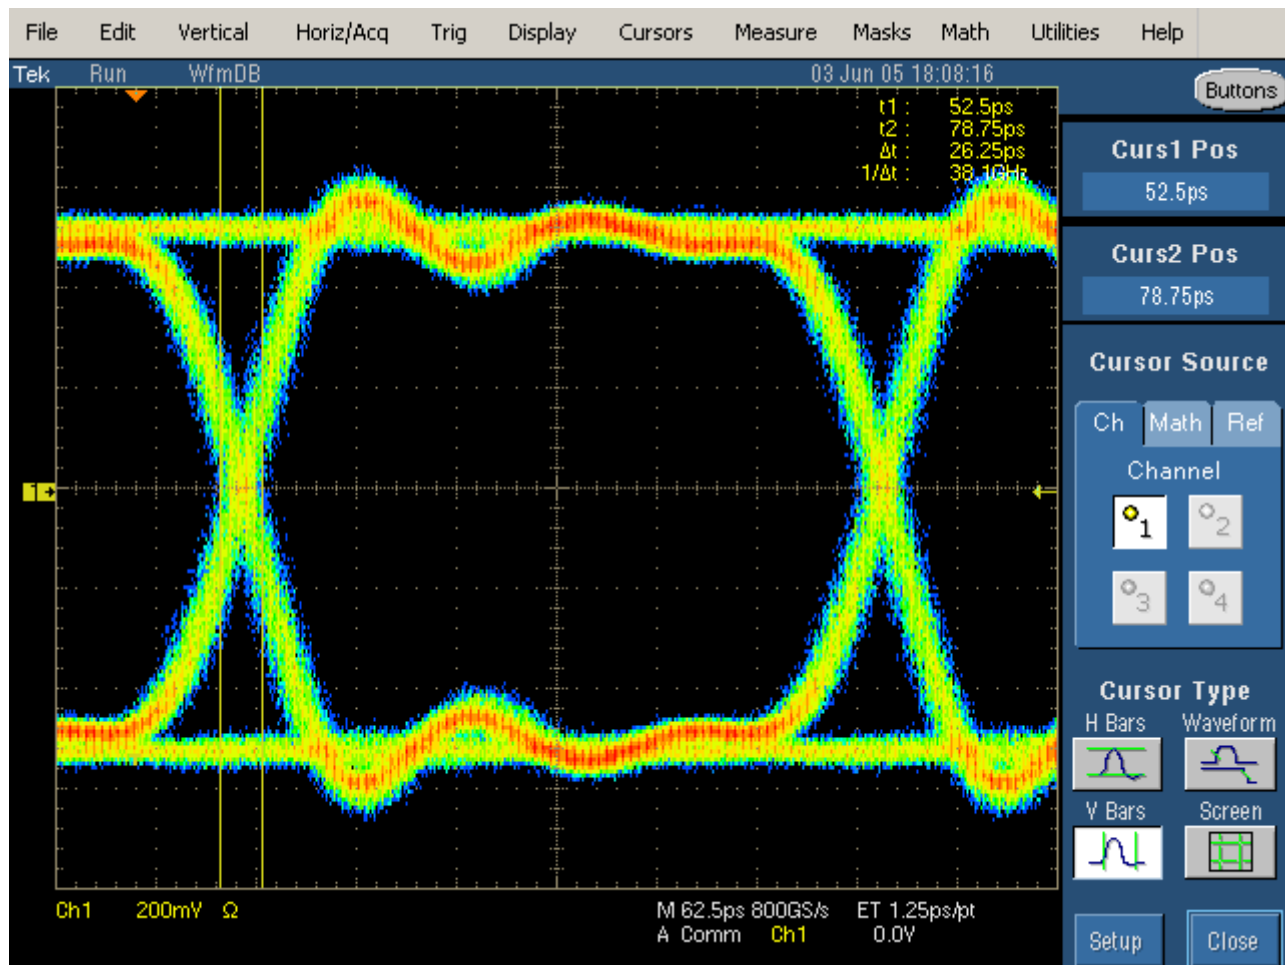 File Edit Vertical Horiz/Acq Trig Display Cursors Measure Masks Math Utilities Help
Tek Run WfmDB 03 Jun 05 18:08:16
Buttons
t1 : 52.5ps
t2 : 78.75ps
Δt : 26.25ps
1/Δt : 38.1GHz
Curs1 Pos
52.5ps
Curs2 Pos
78.75ps
Cursor Source
Ch Math Ref
Channel
1 2
3 4
1
Cursor Type
H Bars Waveform
V Bars Screen
Ch1 200mV Ω M 62.5ps 800GS/s ET 1.25ps/pt
A Comm Ch1 0.0V
Setup Close